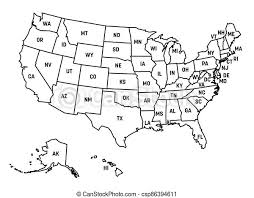 WA MT ND MN VT ME
OR ID SD WI MI NY NH
WY MA
RI
NE IA PA CT
NJ
NV UT CO IL IN OH DE
CA KS MO WV VA MD
KY
AZ NM OK AR TN NC
SC
TX LA MS AL GA
FL
AK
HI
© CanStockPhoto.com - csp86394611